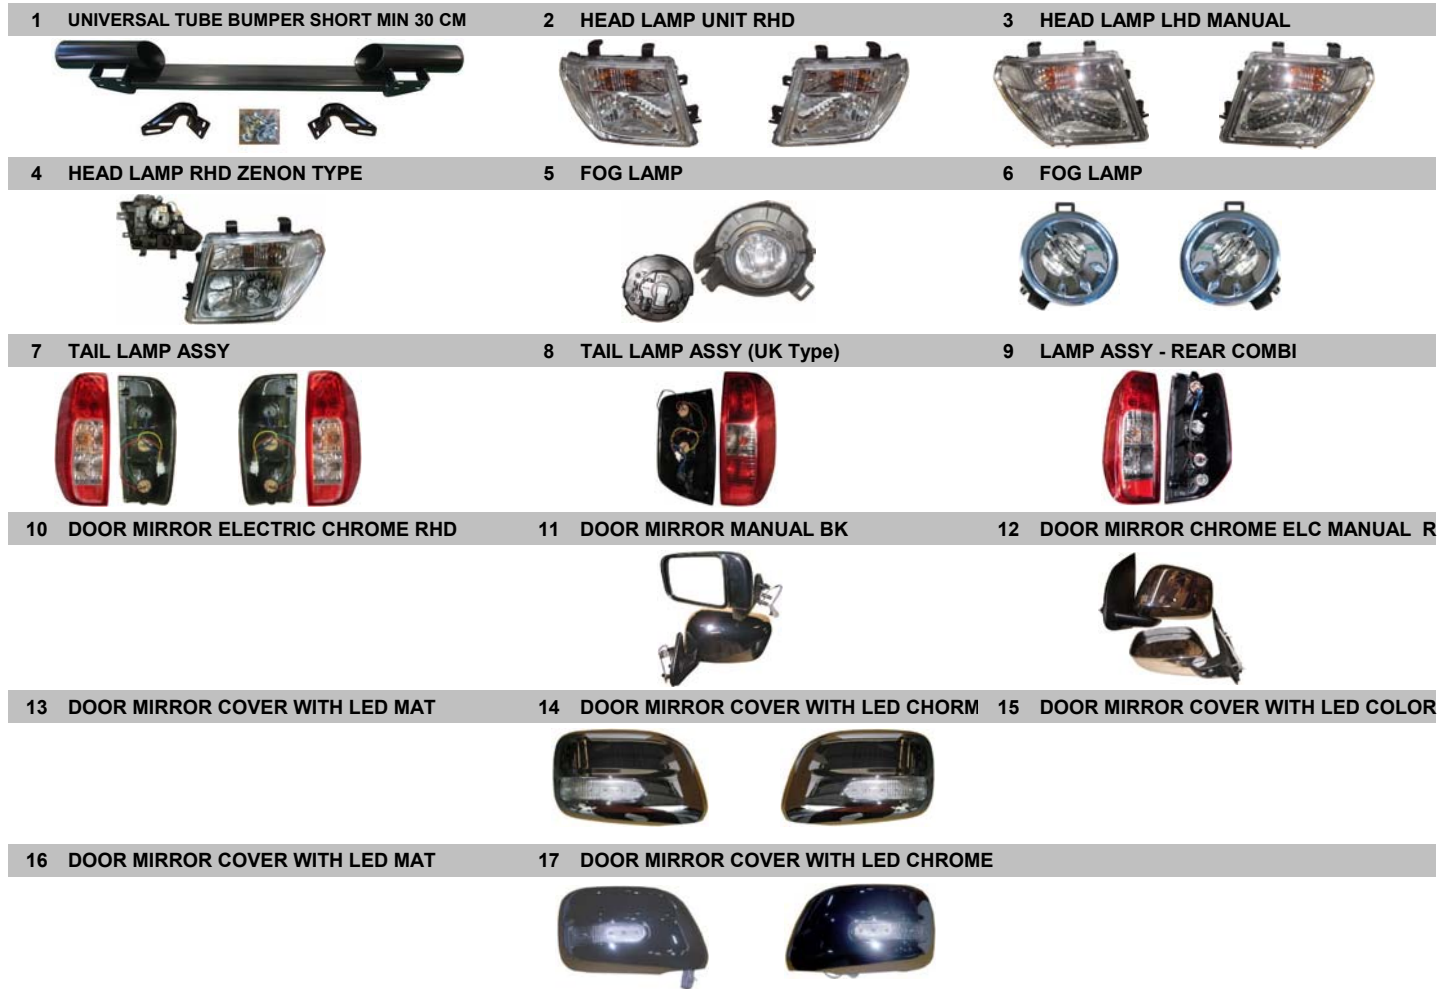 1 UNIVERSAL TUBE BUMPER SHORT MIN 30 CM
2 HEAD LAMP UNIT RHD
3 HEAD LAMP LHD MANUAL
4 HEAD LAMP RHD ZENON TYPE
5 FOG LAMP
6 FOG LAMP
7 TAIL LAMP ASSY
8 TAIL LAMP ASSY (UK Type)
9 LAMP ASSY - REAR COMBI
10 DOOR MIRROR ELECTRIC CHROME RHD
11 DOOR MIRROR MANUAL BK
12 DOOR MIRROR CHROME ELC MANUAL R
13 DOOR MIRROR COVER WITH LED MAT
14 DOOR MIRROR COVER WITH LED CHORM
15 DOOR MIRROR COVER WITH LED COLOR
16 DOOR MIRROR COVER WITH LED MAT
17 DOOR MIRROR COVER WITH LED CHROME